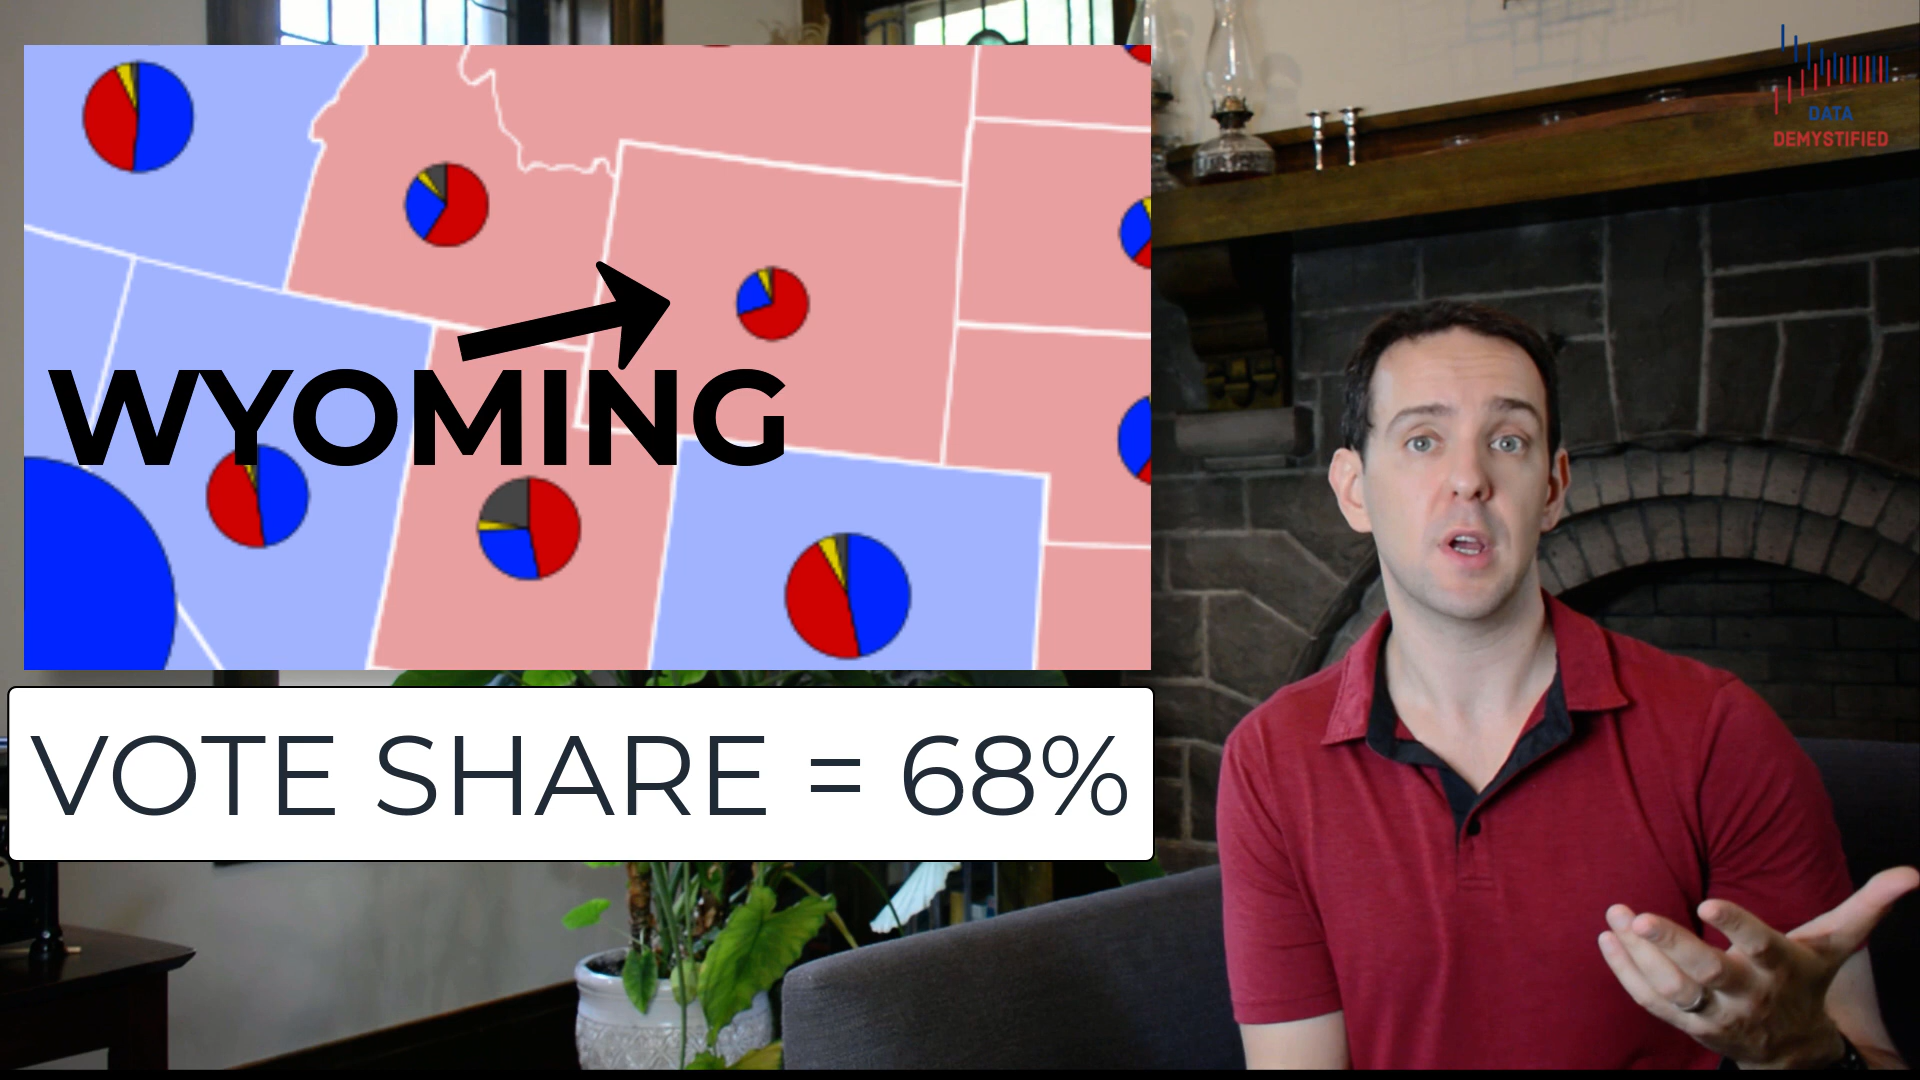 DATA
DEMYSTIFIED
WYOMING
VOTE SHARE = 68%